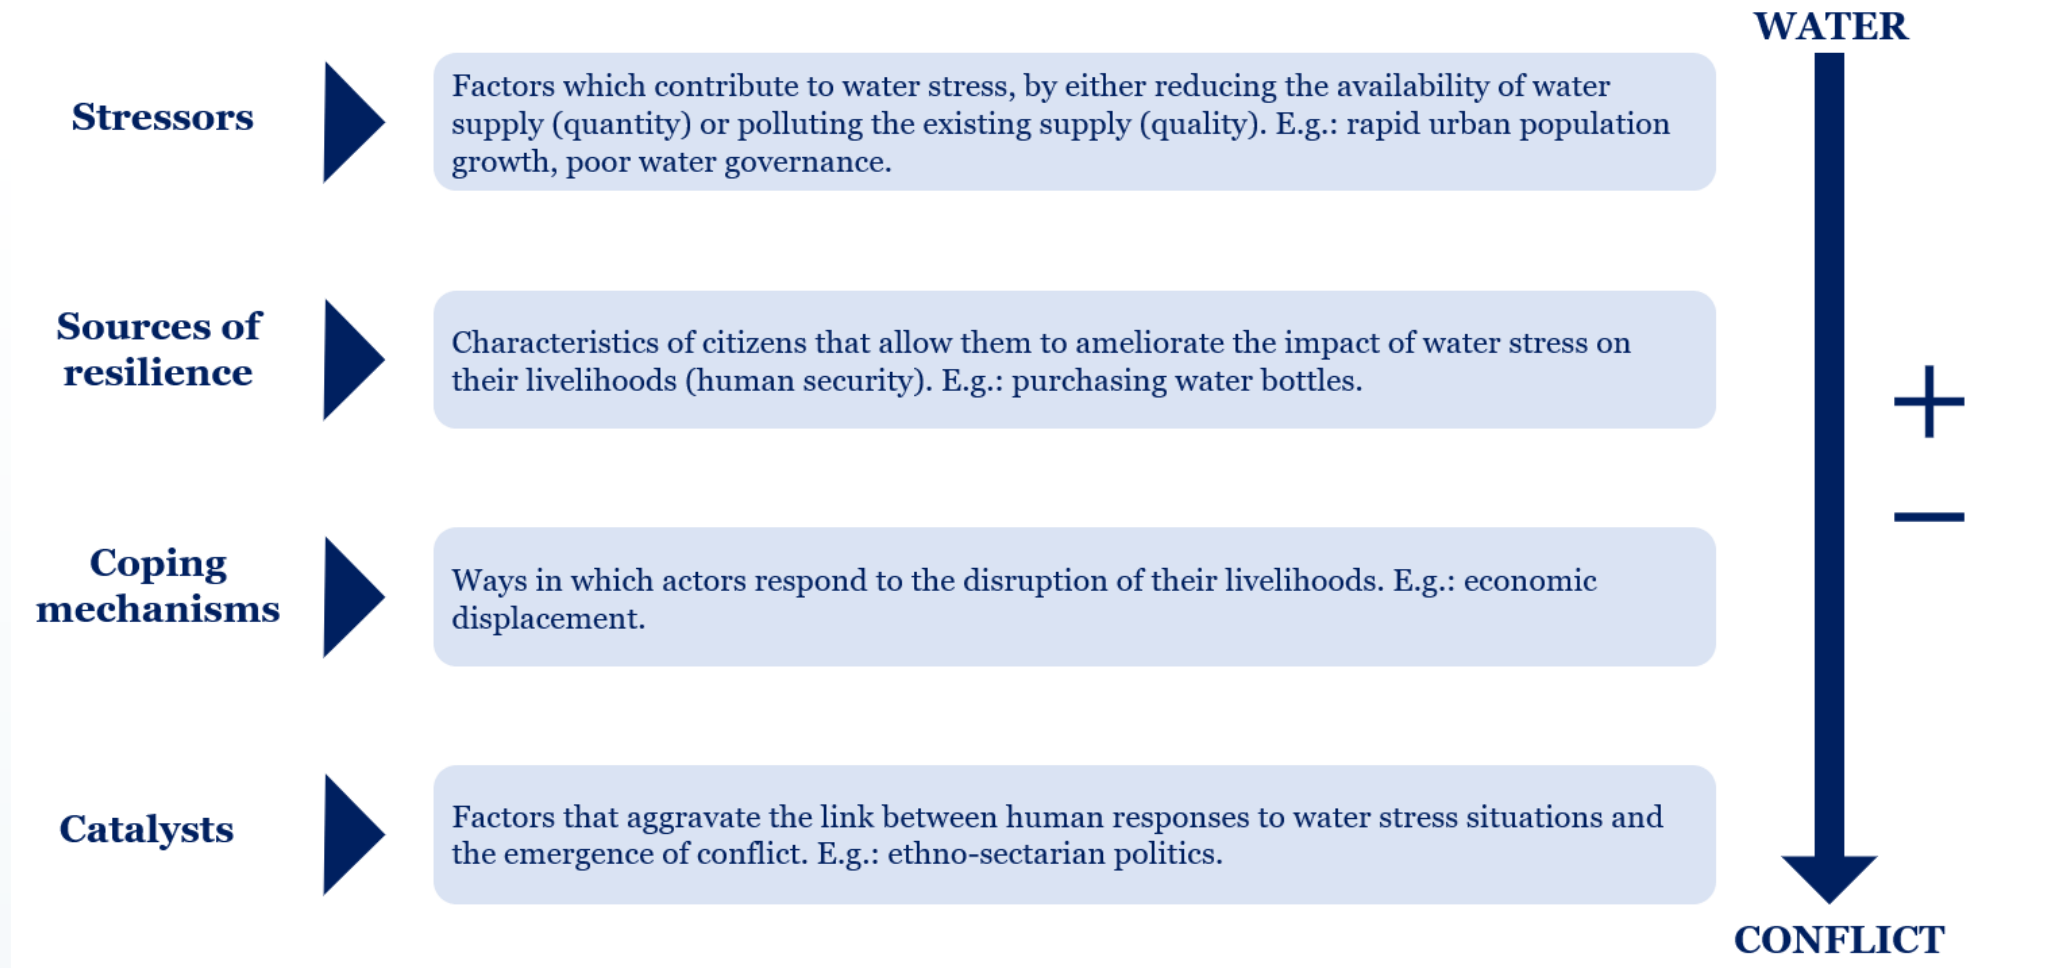 WATER
Stressors
Factors which contribute to water stress, by either reducing the availability of water
supply (quantity) or polluting the existing supply (quality). E.g.: rapid urban population
growth, poor water governance.
Sources of
resilience
Characteristics of citizens that allow them to ameliorate the impact of water stress on
their livelihoods (human security). E.g.: purchasing water bottles.
+
−
Coping
mechanisms
Ways in which actors respond to the disruption of their livelihoods. E.g.: economic
displacement.
Catalysts
Factors that aggravate the link between human responses to water stress situations and
the emergence of conflict. E.g.: ethno-sectarian politics.
CONFLICT